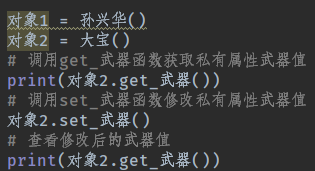 对象1 = 孙兴华()
对象2 = 大宝()
# 调用get_武器函数获取私有属性武器值
print(对象2.get_武器())
# 调用set_武器函数修改私有属性武器值
对象2.set_武器()
# 查看修改后的武器值
print(对象2.get_武器())